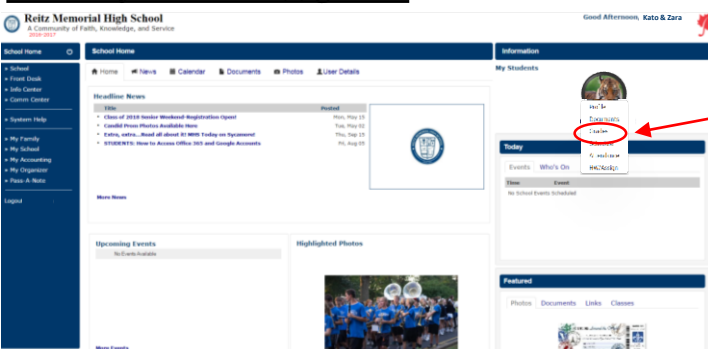 Reitz Memorial High School
A Community of Faith, Knowledge, and Service
2016-2017
Good Afternoon, Kato & Zara
School Home
» School
» Front Desk
» Info Center
» Comm Center
» System Help
» My Family
» My School
» My Accounting
» My Organizer
» Pass-A-Note
Logout
School Home
Home News Calendar Documents Photos User Details
Headline News
Title Posted
Class of 2018 Senior Weekend-Registration Open! Mon, May 15
Candid Prom Photos Available Here Tue, May 02
Extra, extra...Read all about it! MHS Today on Sycamore! Thu, Sep 15
STUDENTS: How to Access Office 365 and Google Accounts Fri, Aug 05
More News
Upcoming Events
No Events Available
More Events
Highlighted Photos
Information
My Students
Profile
Documents
Grades
Attendance
HW/Assign
Today
Events Who's On
Time Event
No School Events Scheduled
Featured
Photos Documents Links Classes